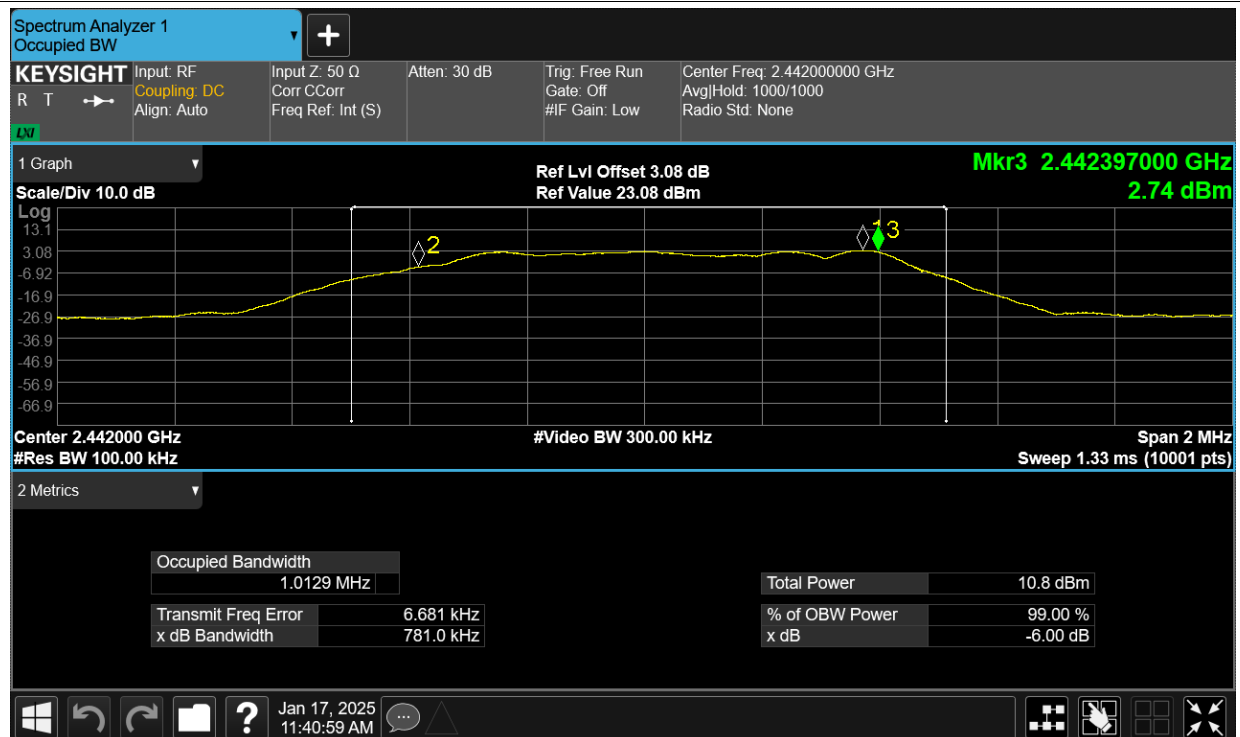 Spectrum Analyzer 1
Occupied BW
+
KEYSIGHT
R T
LXI
Input: RF
Coupling: DC
Align: Auto
Input Z: 50 Ω
Corr CCorr
Freq Ref: Int (S)
Atten: 30 dB
Trig: Free Run
Gate: Off
#IF Gain: Low
Center Freq: 2.442000000 GHz
Avg|Hold: 1000/1000
Radio Std: None
1 Graph
Scale/Div 10.0 dB
Ref Lvl Offset 3.08 dB
Ref Value 23.08 dBm
Mkr3 2.442397000 GHz
2.74 dBm
Log
13.1
3.08
-6.92
-16.9
-26.9
-36.9
-46.9
-56.9
-66.9
2
1 3
Center 2.442000 GHz
#Res BW 100.00 kHz
#Video BW 300.00 kHz
Span 2 MHz
Sweep 1.33 ms (10001 pts)
2 Metrics
Occupied Bandwidth
1.0129 MHz
Transmit Freq Error 6.681 kHz
x dB Bandwidth 781.0 kHz
Total Power 10.8 dBm
% of OBW Power 99.00 %
x dB -6.00 dB
?
Jan 17, 2025
11:40:59 AM